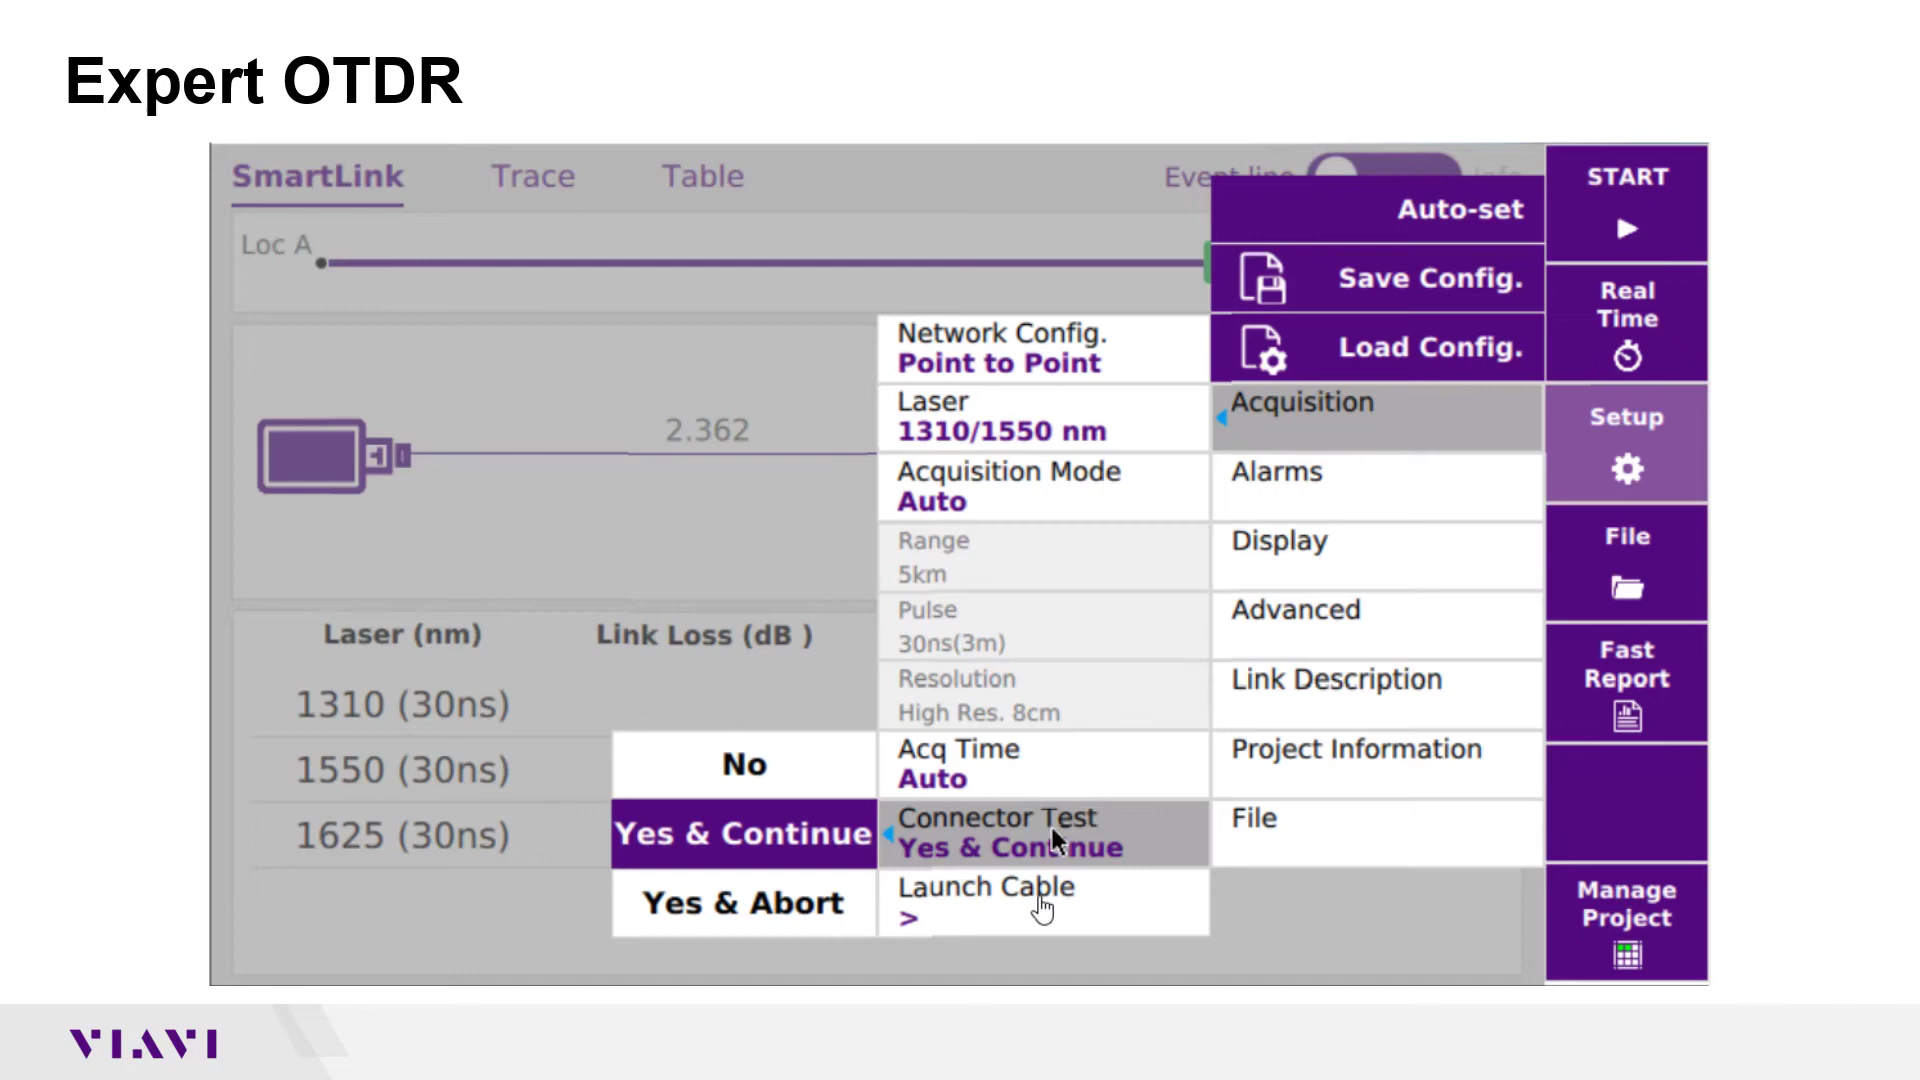 Expert OTDR
SmartLink
Trace
Table
Event line
Info
Loc A
2.362
Laser (nm)
Link Loss (dB )
1310 (30ns)
1550 (30ns)
1625 (30ns)
No
Yes & Continue
Yes & Abort
Network Config.
Point to Point
Laser
1310/1550 nm
Acquisition Mode
Auto
Range
5km
Pulse
30ns(3m)
Resolution
High Res. 8cm
Acq Time
Auto
Connector Test
Yes & Continue
Launch Cable
>
Auto-set
Save Config.
Load Config.
Acquisition
Alarms
Display
Advanced
Link Description
Project Information
File
START
Real
Time
Setup
File
Fast
Report
Manage
Project
VIAVI